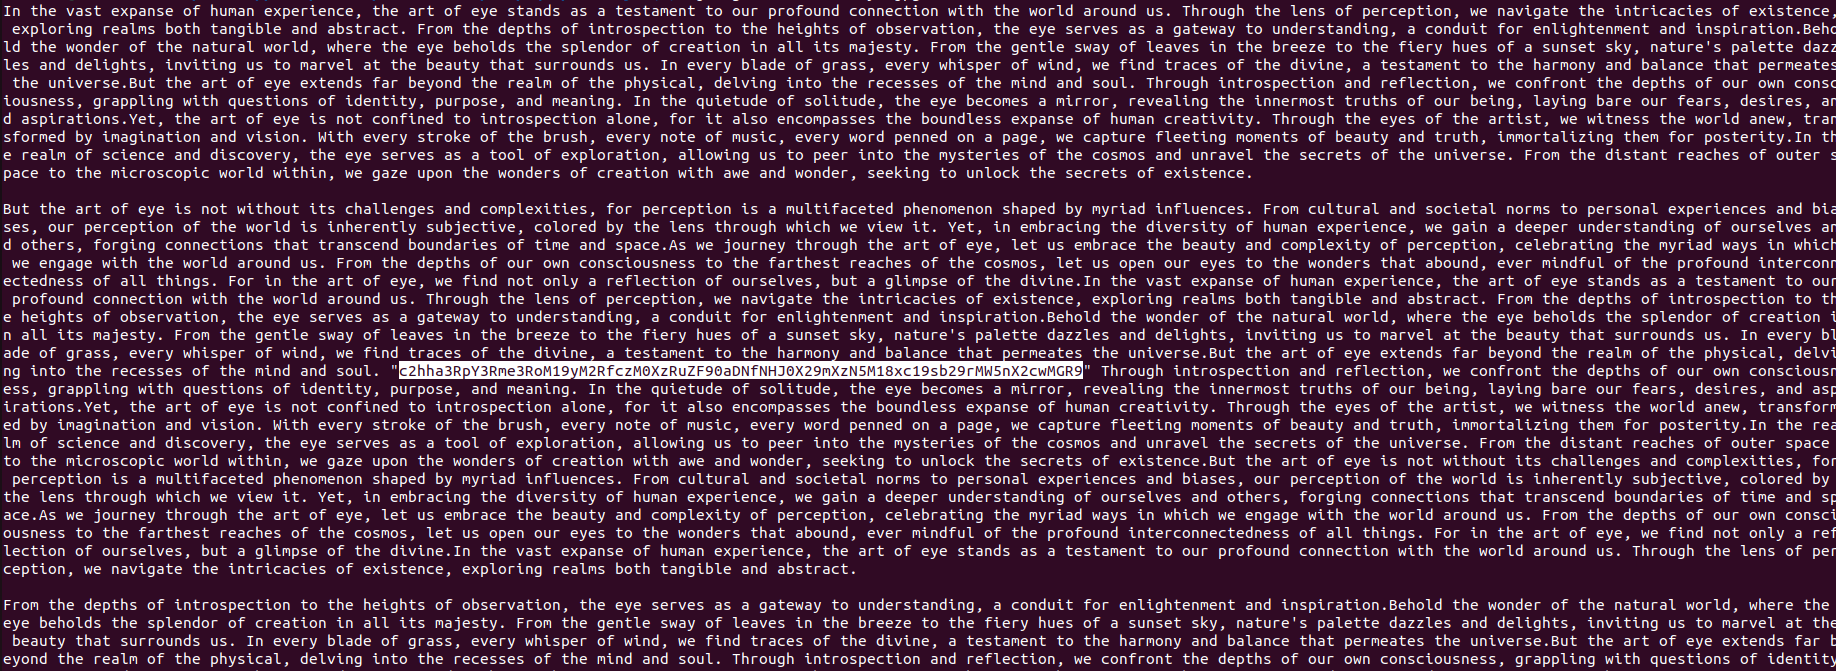 In the vast expanse of human experience, the art of eye stands as a testament to our profound connection with the world around us. Through the lens of perception, we navigate the intricacies of existence,
exploring realms both tangible and abstract. From the depths of introspection to the heights of observation, the eye serves as a gateway to understanding, a conduit for enlightenment and inspiration.Beho
ld the wonder of the natural world, where the eye beholds the splendor of creation in all its majesty. From the gentle sway of leaves in the breeze to the fiery hues of a sunset sky, nature's palette dazz
les and delights, inviting us to marvel at the beauty that surrounds us. In every blade of grass, every whisper of wind, we find traces of the divine, a testament to the harmony and balance that permeates
the universe.But the art of eye extends far beyond the realm of the physical, delving into the recesses of the mind and soul. Through introspection and reflection, we confront the depths of our own consc
iousness, grappling with questions of identity, purpose, and meaning. In the quietude of solitude, the eye becomes a mirror, revealing the innermost truths of our being, laying bare our fears, desires, an
d aspirations.Yet, the art of eye is not confined to introspection alone, for it also encompasses the boundless expanse of human creativity. Through the eyes of the artist, we witness the world anew, tran
sformed by imagination and vision. With every stroke of the brush, every note of music, every word penned on a page, we capture fleeting moments of beauty and truth, immortalizing them for posterity.In th
e realm of science and discovery, the eye serves as a tool of exploration, allowing us to peer into the mysteries of the cosmos and unravel the secrets of the universe. From the distant reaches of outer s
pace to the microscopic world within, we gaze upon the wonders of creation with awe and wonder, seeking to unlock the secrets of existence.
But the art of eye is not without its challenges and complexities, for perception is a multifaceted phenomenon shaped by myriad influences. From cultural and societal norms to personal experiences and bia
ses, our perception of the world is inherently subjective, colored by the lens through which we view it. Yet, in embracing the diversity of human experience, we gain a deeper understanding of ourselves an
d others, forging connections that transcend boundaries of time and space.As we journey through the art of eye, let us embrace the beauty and complexity of perception, celebrating the myriad ways in which
we engage with the world around us. From the depths of our own consciousness to the farthest reaches of the cosmos, let us open our eyes to the wonders that abound, ever mindful of the profound interconn
ectedness of all things. For in the art of eye, we find not only a reflection of ourselves, but a glimpse of the divine.In the vast expanse of human experience, the art of eye stands as a testament to our
profound connection with the world around us. Through the lens of perception, we navigate the intricacies of existence, exploring realms both tangible and abstract. From the depths of introspection to th
e heights of observation, the eye serves as a gateway to understanding, a conduit for enlightenment and inspiration.Behold the wonder of the natural world, where the eye beholds the splendor of creation i
n all its majesty. From the gentle sway of leaves in the breeze to the fiery hues of a sunset sky, nature's palette dazzles and delights, inviting us to marvel at the beauty that surrounds us. In every bl
ade of grass, every whisper of wind, we find traces of the divine, a testament to the harmony and balance that permeates the universe.But the art of eye extends far beyond the realm of the physical, delvi
ng into the recesses of the mind and soul. "c2hha3RpY3Rme3RoM19yM2RfczM0XzRuZF90aDNfNHJ0X29mXzN5M18xc19sb29rMW5nX2cwMGR9" Through introspection and reflection, we confront the depths of our own consciousn
ess, grappling with questions of identity, purpose, and meaning. In the quietude of solitude, the eye becomes a mirror, revealing the innermost truths of our being, laying bare our fears, desires, and asp
irations.Yet, the art of eye is not confined to introspection alone, for it also encompasses the boundless expanse of human creativity. Through the eyes of the artist, we witness the world anew, transform
ed by imagination and vision. With every stroke of the brush, every note of music, every word penned on a page, we capture fleeting moments of beauty and truth, immortalizing them for posterity.In the rea
lm of science and discovery, the eye serves as a tool of exploration, allowing us to peer into the mysteries of the cosmos and unravel the secrets of the universe. From the distant reaches of outer space
to the microscopic world within, we gaze upon the wonders of creation with awe and wonder, seeking to unlock the secrets of existence.But the art of eye is not without its challenges and complexities, for
perception is a multifaceted phenomenon shaped by myriad influences. From cultural and societal norms to personal experiences and biases, our perception of the world is inherently subjective, colored by
the lens through which we view it. Yet, in embracing the diversity of human experience, we gain a deeper understanding of ourselves and others, forging connections that transcend boundaries of time and sp
ace.As we journey through the art of eye, let us embrace the beauty and complexity of perception, celebrating the myriad ways in which we engage with the world around us. From the depths of our own consci
ousness to the farthest reaches of the cosmos, let us open our eyes to the wonders that abound, ever mindful of the profound interconnectedness of all things. For in the art of eye, we find not only a ref
lection of ourselves, but a glimpse of the divine.In the vast expanse of human experience, the art of eye stands as a testament to our profound connection with the world around us. Through the lens of per
ception, we navigate the intricacies of existence, exploring realms both tangible and abstract.
From the depths of introspection to the heights of observation, the eye serves as a gateway to understanding, a conduit for enlightenment and inspiration.Behold the wonder of the natural world, where the
eye beholds the splendor of creation in all its majesty. From the gentle sway of leaves in the breeze to the fiery hues of a sunset sky, nature's palette dazzles and delights, inviting us to marvel at the
beauty that surrounds us. In every blade of grass, every whisper of wind, we find traces of the divine, a testament to the harmony and balance that permeates the universe.But the art of eye extends far b
eyond the realm of the physical, delving into the recesses of the mind and soul. Through introspection and reflection, we confront the depths of our own consciousness, grappling with questions of identity